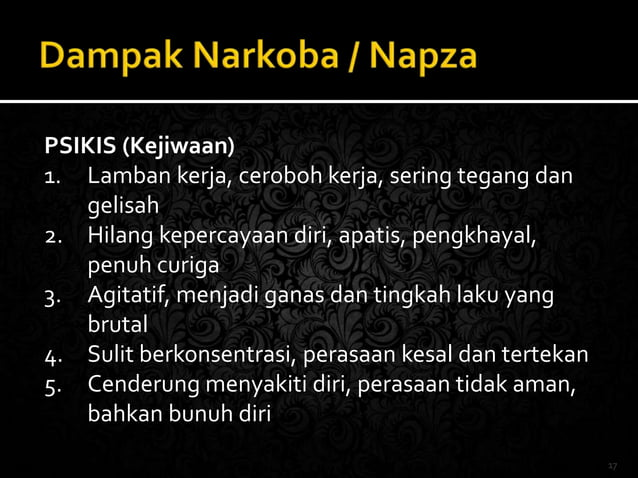 Dampak Narkoba / Napza
PSIKIS (Kejiwaan)
1. Lamban kerja, ceroboh kerja, sering tegang dan
gelisah
2. Hilang kepercayaan diri, apatis, pengkhayal,
penuh curiga
3. Agitatif, menjadi ganas dan tingkah laku yang
brutal
4. Sulit berkonsentrasi, perasaan kesal dan tertekan
5. Cenderung menyakiti diri, perasaan tidak aman,
bahkan bunuh diri
17